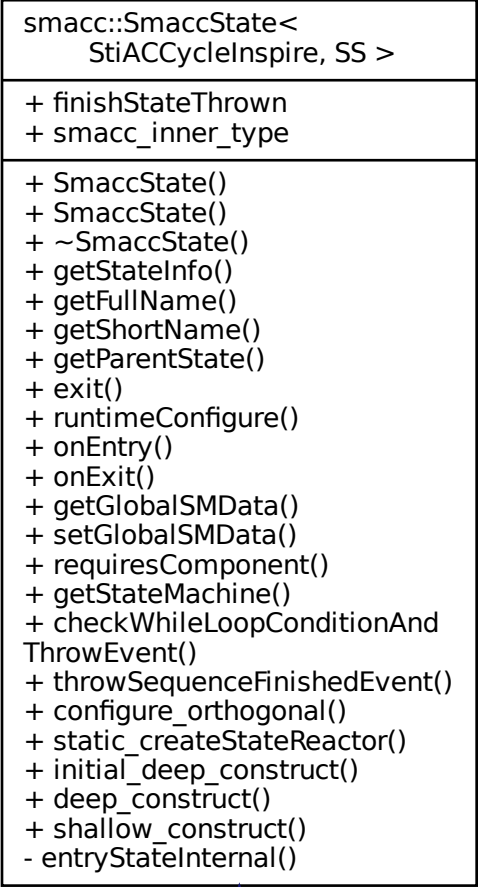 smacc::SmaccState<
StiACCycleInspire, SS >
+ finishStateThrown
+ smacc_inner_type
+ SmaccState()
+ SmaccState()
+ ~SmaccState()
+ getStateInfo()
+ getFullName()
+ getShortName()
+ getParentState()
+ exit()
+ runtimeConfigure()
+ onEntry()
+ onExit()
+ getGlobalSMData()
+ setGlobalSMData()
+ requiresComponent()
+ getStateMachine()
+ checkWhileLoopConditionAnd
ThrowEvent()
+ throwSequenceFinishedEvent()
+ configure_orthogonal()
+ static_createStateReactor()
+ initial_deep_construct()
+ deep_construct()
+ shallow_construct()
- entryStateInternal()